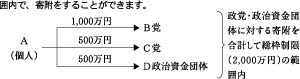 囲内で、寄附をすることができます。
1,000万円
B党
A
(個人)
500万円
C党
500万円
D政治資金団体
政党・政治資金団
体に対する寄附を
合計して総枠制限
(2,000万円)の範
囲内